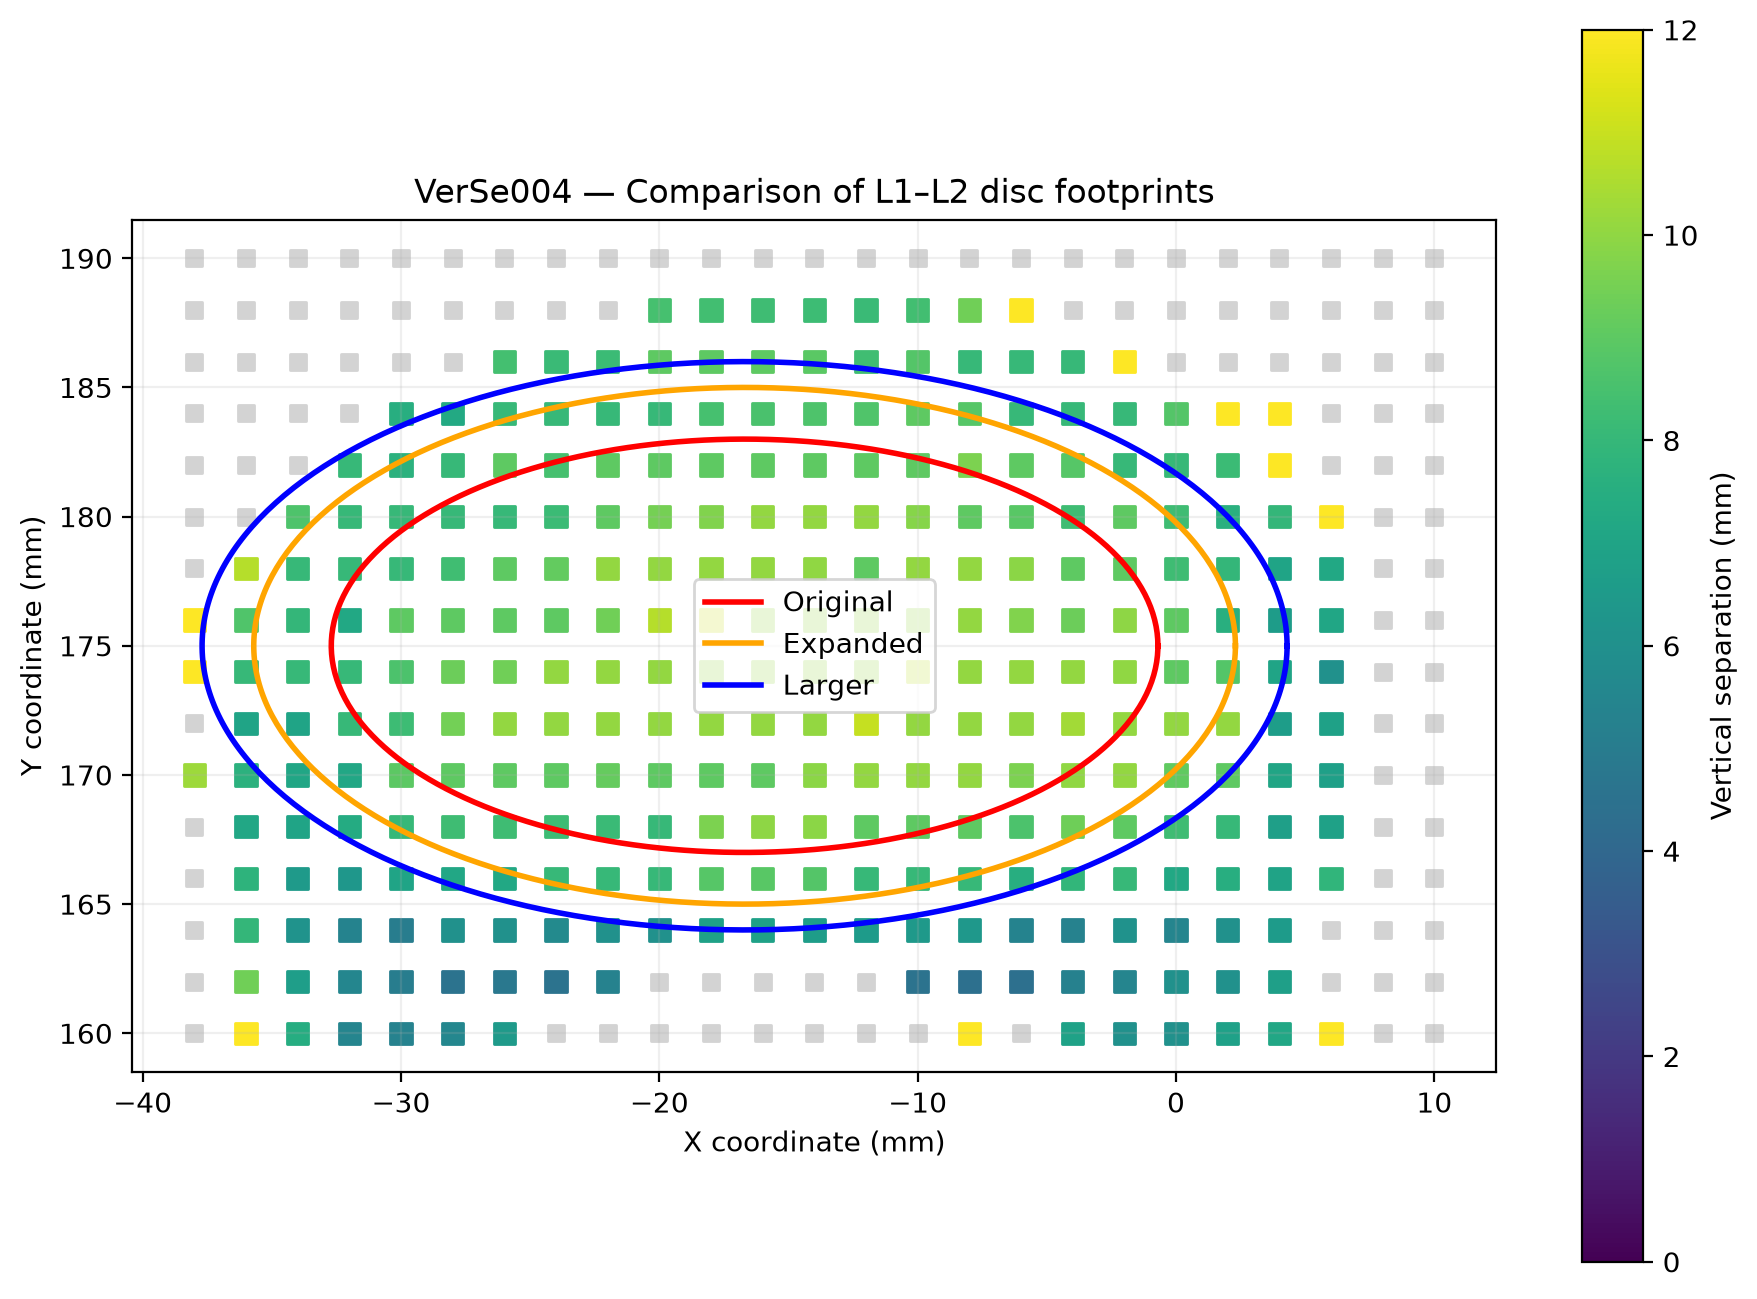 VerSe004 — Comparison of L1–L2 disc footprints
12
10
8
6
4
2
0
Vertical separation (mm)
190
185
180
175
170
165
160
Y coordinate (mm)
Original
Expanded
Larger
−40
−30
−20
−10
0
10
X coordinate (mm)